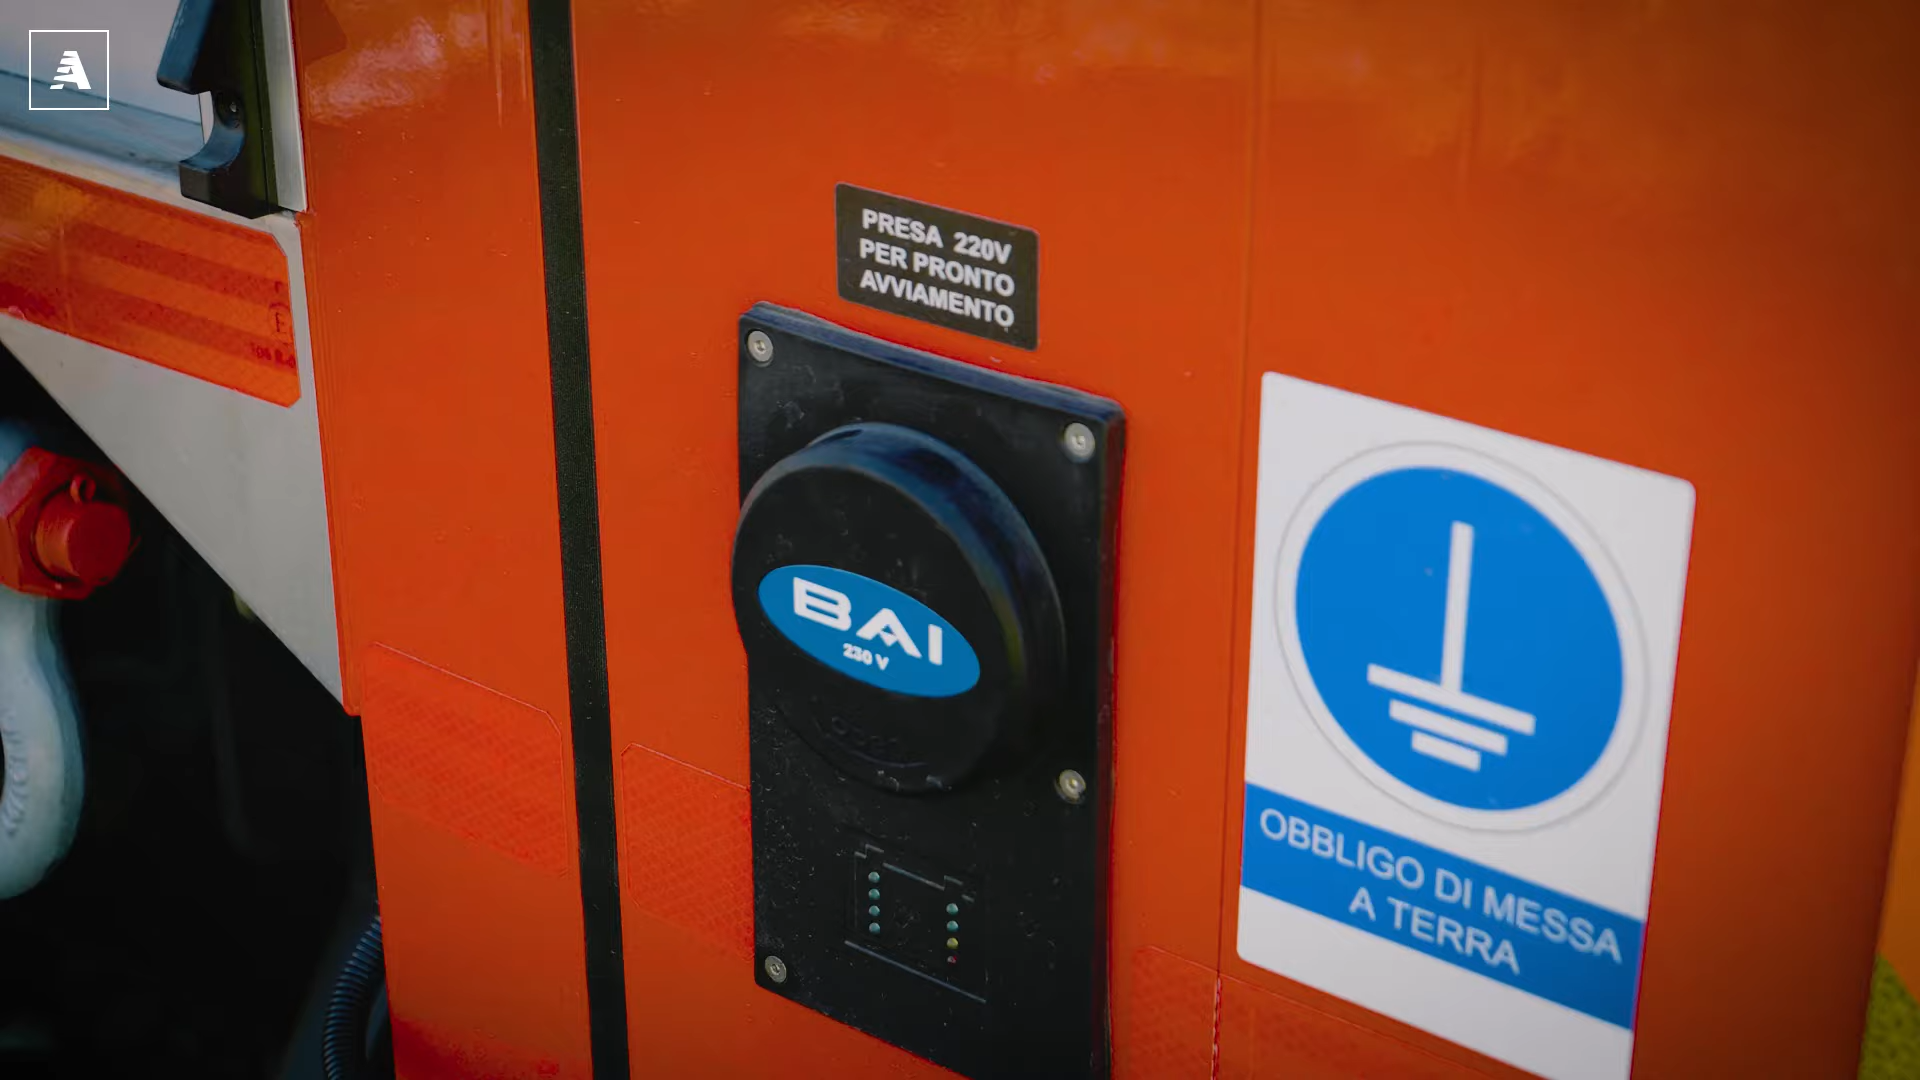 PRESA 220V
PER PRONTO
AVVIAMENTO
BAI
230 V
OBBLIGO DI MESSA
A TERRA